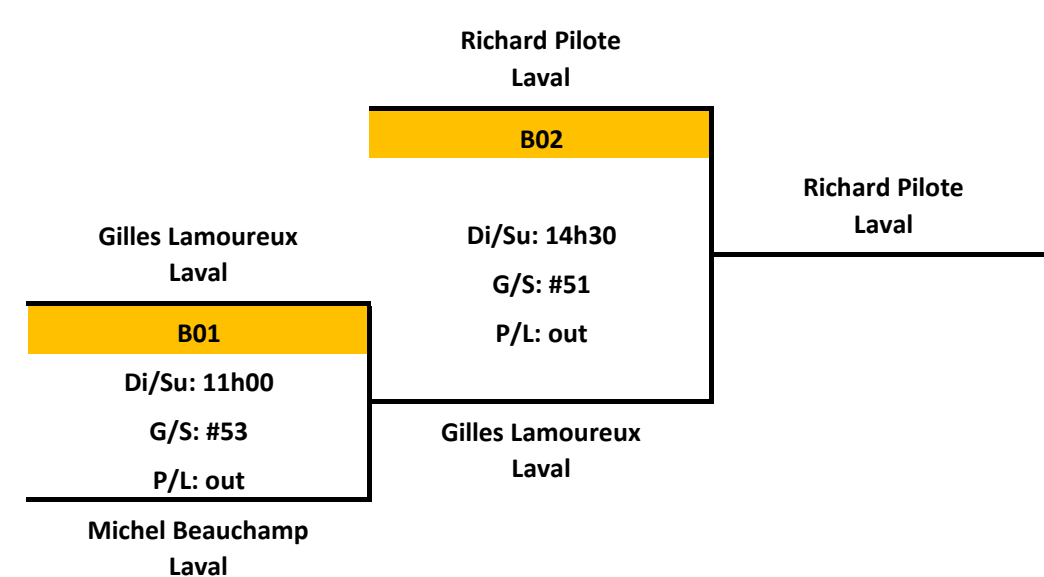 Richard Pilote
Laval
B02
Richard Pilote
Laval
Gilles Lamoureux
Laval
Di/Su: 14h30
G/S: #51
P/L: out
B01
Di/Su: 11h00
G/S: #53
P/L: out
Gilles Lamoureux
Laval
Michel Beauchamp
Laval